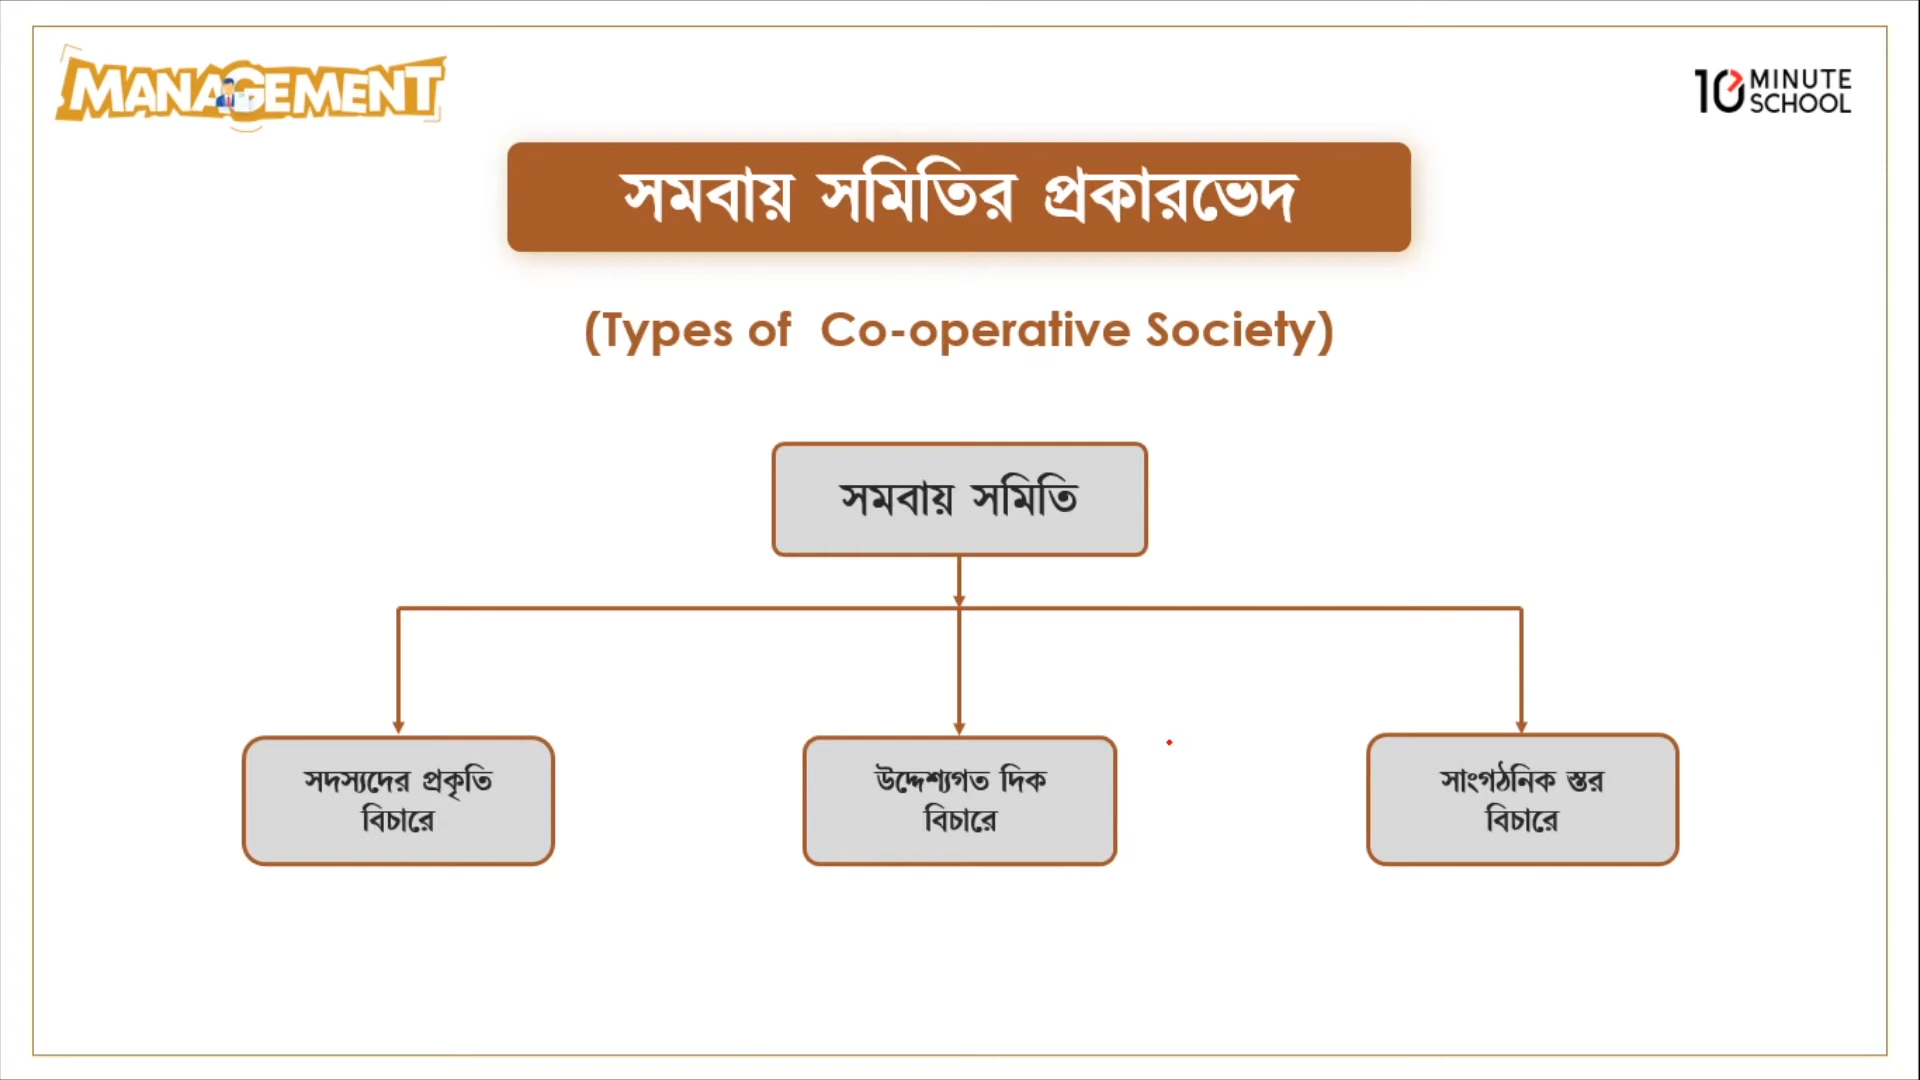 MANAGEMENT
10 MINUTE SCHOOL
সমবায় সমিতির প্রকারভেদ
(Types of Co-operative Society)
সমবায় সমিতি
সদস্যদের প্রকৃতি
বিচারে
উদ্দেশ্যগত দিক
বিচারে
সাংগঠনিক স্তর
বিচারে